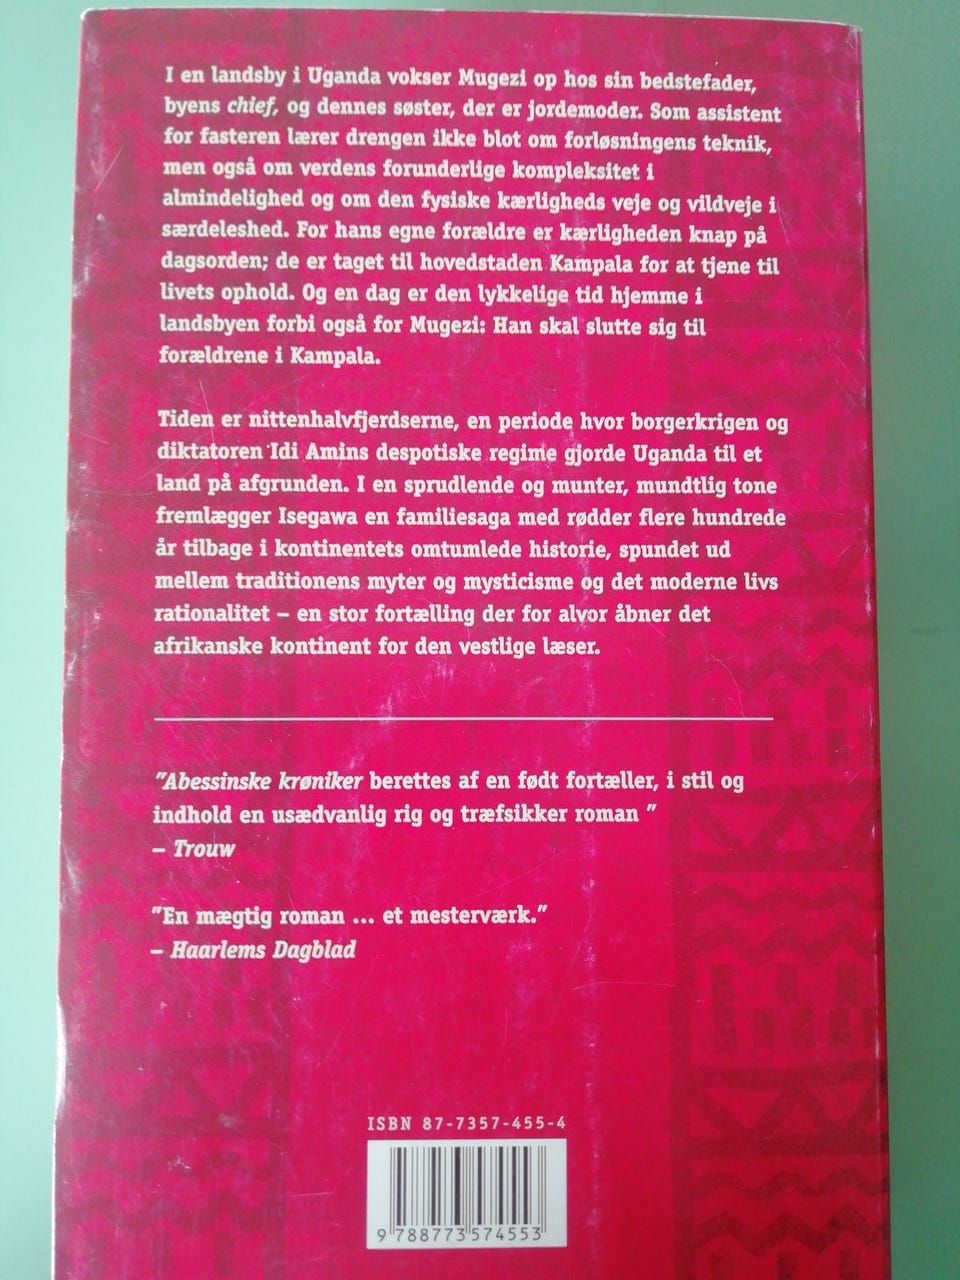 I en landsby i Uganda vokser Mugezi op hos sin bedstefader,
byens chief, og dennes søster, der er jordemoder. Som assistent
for fasteren lærer drengen ikke blot om forløsningens teknik,
men også om verdens forunderlige kompleksitet i
almindelighed og om den fysiske kærligheds veje og vildveje i
særdeleshed. For hans egne forældre er kærligheden knap på
dagsorden; de er taget til hovedstaden Kampala for at tjene til
livets ophold. Og en dag er den lykkelige tid hjemme i
landsbyen forbi også for Mugezi: Han skal slutte sig til
forældrene i Kampala.
Tiden er nittenhalvfjerdserne, en periode hvor borgerkrigen og
diktatoren Idi Amins despotiske regime gjorde Uganda til et
land på afgrunden. I en sprudlende og munter, mundtlig tone
fremlægger Isegawa en familiesaga med rødder flere hundrede
år tilbage i kontinentets omtumlede historie, spundet ud
mellem traditionens myter og mysticisme og det moderne livs
rationalitet – en stor fortælling der for alvor åbner det
afrikanske kontinent for den vestlige læser.
"Abessinske krøniker berettes af en født fortæller, i stil og
indhold en usædvanlig rig og træfsikker roman "
– Trouw
"En mægtig roman ... et mesterværk."
– Haarlems Dagblad
ISBN 87-7357-455-4
9 788773 574553